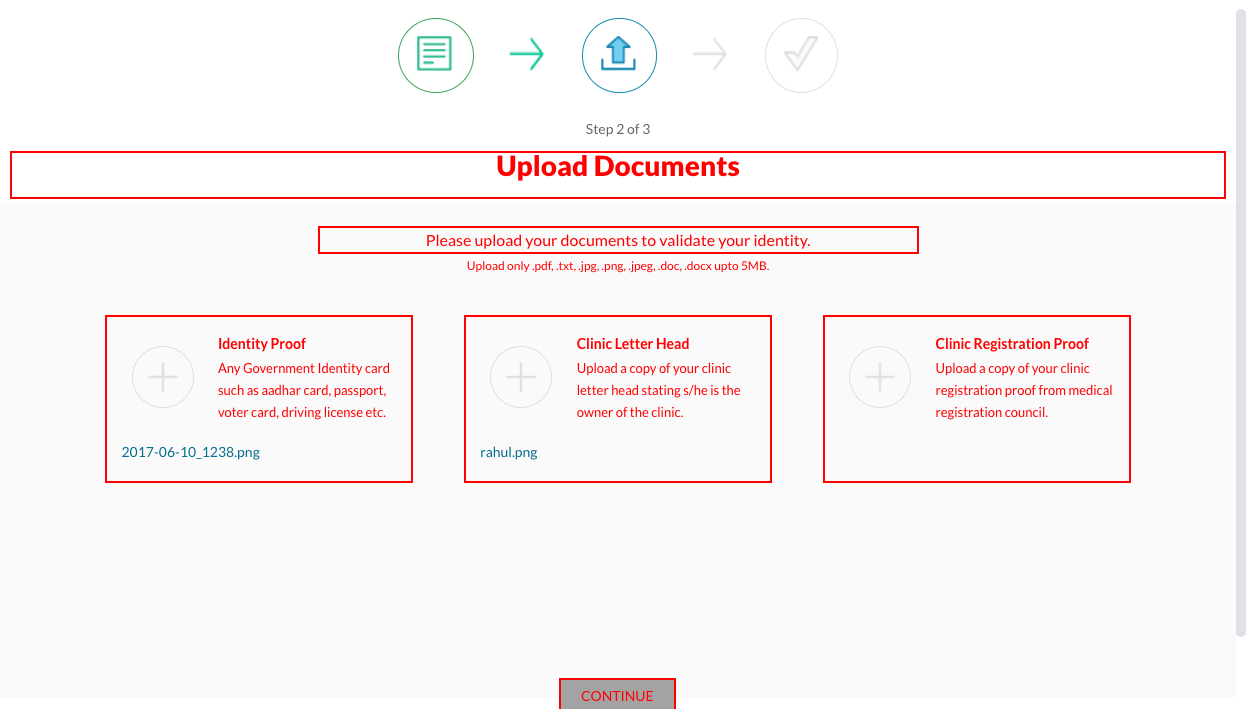 Step 2 of 3
Upload Documents
Please upload your documents to validate your identity.
Upload only .pdf, .txt, .jpg, .png, .jpeg, .doc, .docx upto 5MB.
Identity Proof
Any Government Identity card
such as aadhar card, passport,
voter card, driving license etc.
2017-06-10_1238.png
Clinic Letter Head
Upload a copy of your clinic
letter head stating s/he is the
owner of the clinic.
rahul.png
Clinic Registration Proof
Upload a copy of your clinic
registration proof from medical
registration council.
CONTINUE